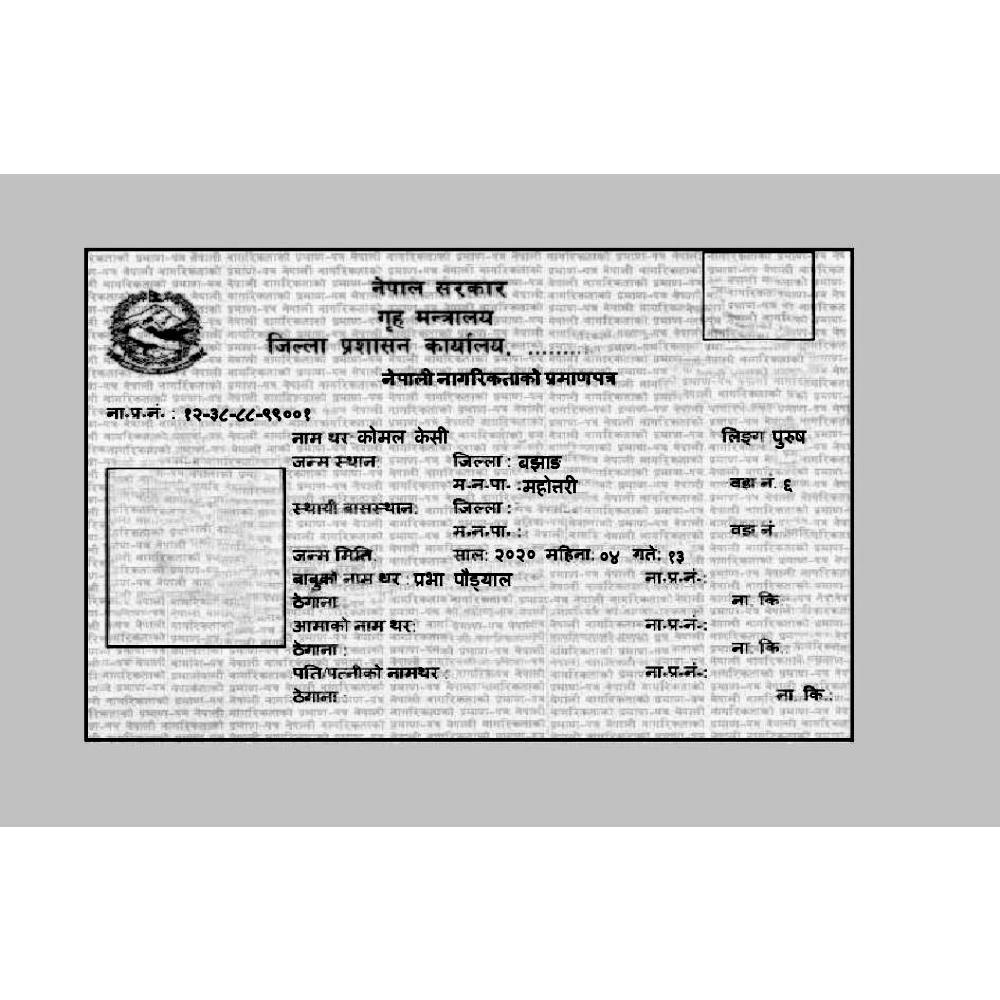 नेपाल सरकार
गृह मन्त्रालय
जिल्ला प्रशासन कार्यालय, .........
नेपाली नागरिकताको प्रमाणपत्र
ना.प्र.नं. : १२-३८-८८-९९००१
नाम थर: कोमल केसी लिङ्ग पुरुष
जन्म स्थान: जिल्ला : बझाङ
म.न.पा. : महोत्तरी वडा नं. ६
स्थायी बासस्थान: जिल्ला :
म.न.पा. : वडा नं.
जन्म मिति: साल: २०२० महिना: ०४ गते: १३
बाबुको नाम थर : प्रभा पौड्याल ना.प्र.नं.:
ठेगाना: ना. कि.:
आमाको नाम थर: ना.प्र.नं.:
ठेगाना : ना. कि.:
पति/पत्नीको नामथर : ना.प्र.नं.:
ठेगाना: ना. कि.: